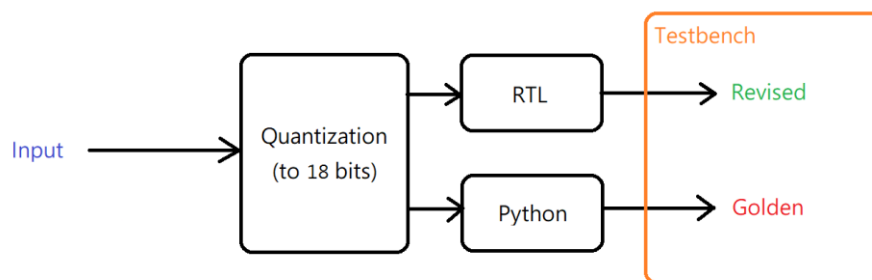 Testbench
RTL
Revised
Input
Quantization
(to 18 bits)
Python
Golden